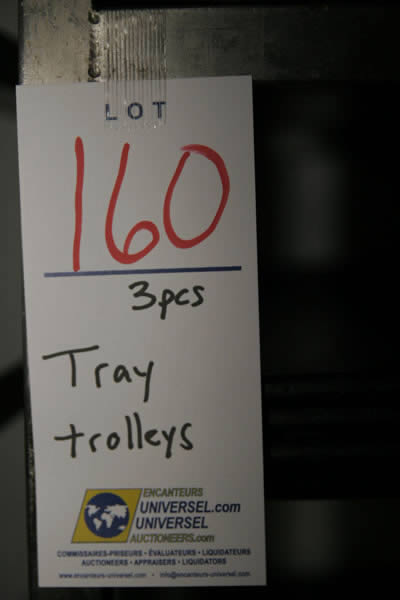 LOT
160
3pcs
Tray
trolleys
ENCANTEURS
UNIVERSEL.com
UNIVERSEL
AUCTIONEERS.com
COMMISSAIRES-PRISEURS • ÉVALUATEURS • LIQUIDATEURS
AUCTIONEERS • APPRAISERS • LIQUIDATORS
www.encanteurs-universel.com • info@encanteurs-universel.com